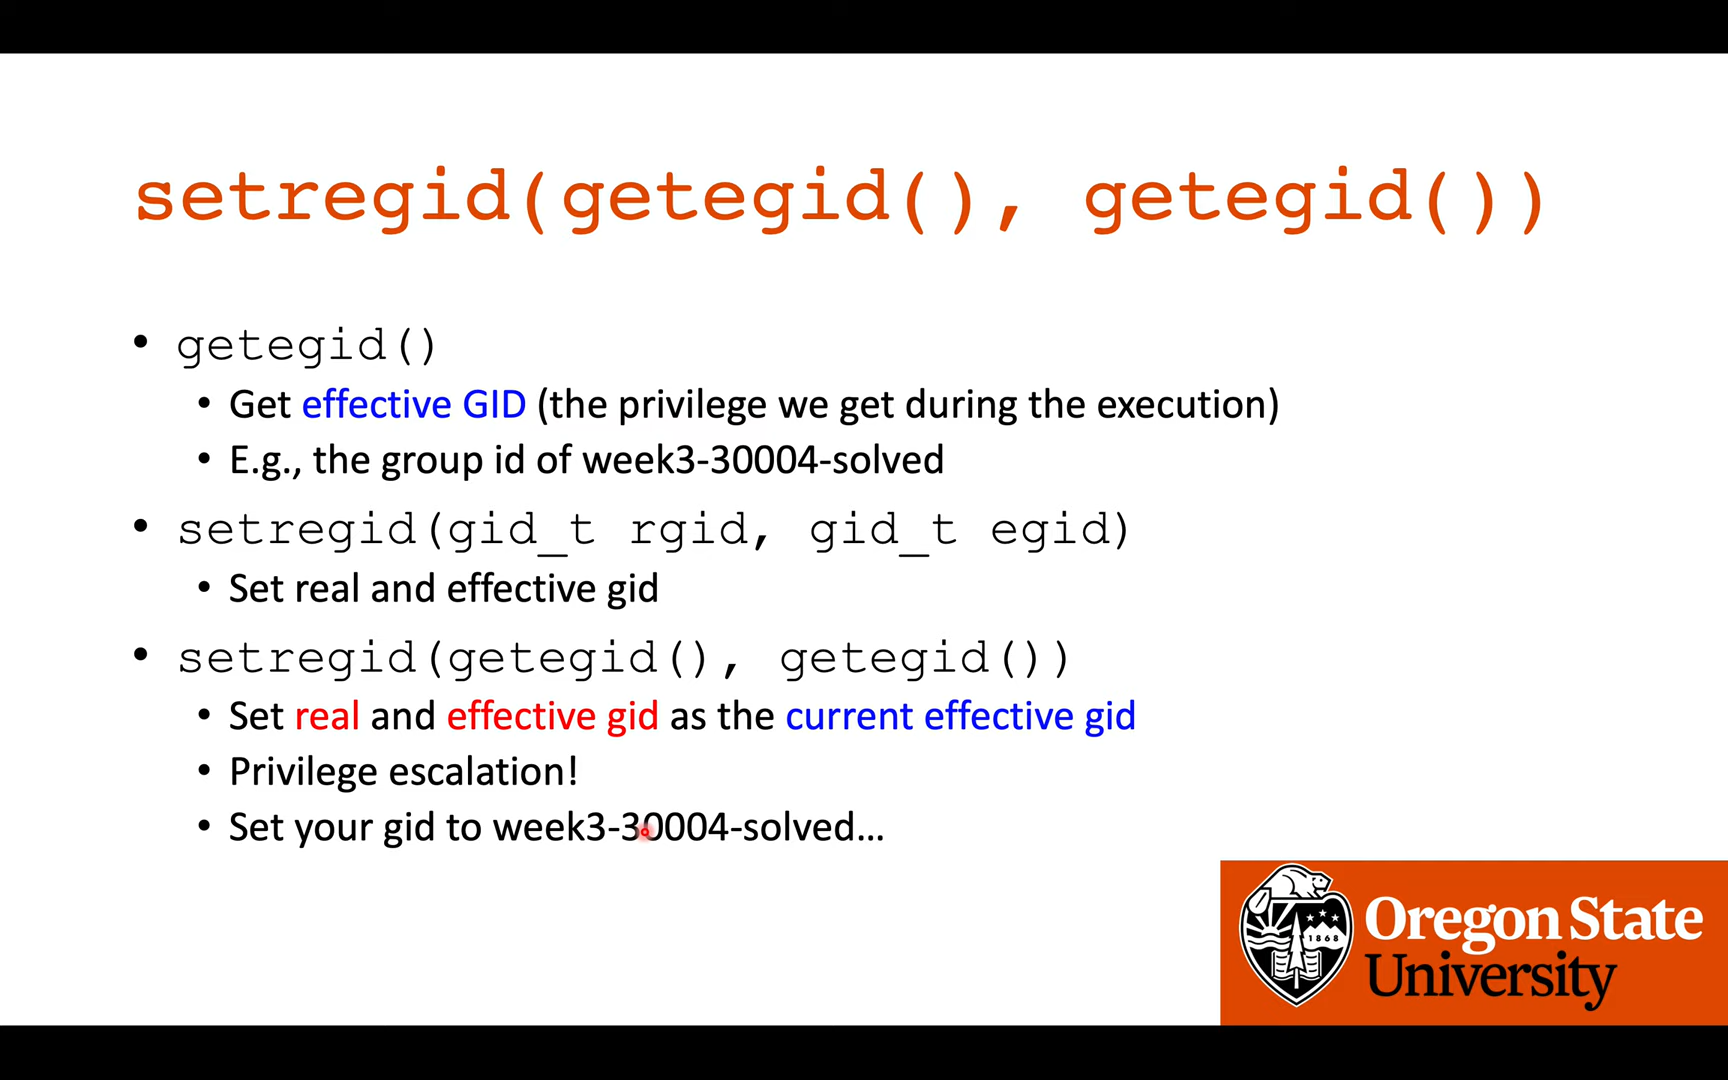 setregid(getegid(), getegid())
• getegid()
• Get effective GID (the privilege we get during the execution)
• E.g., the group id of week3-30004-solved
• setregid(gid_t rgid, gid_t egid)
• Set real and effective gid
• setregid(getegid(), getegid())
• Set real and effective gid as the current effective gid
• Privilege escalation!
• Set your gid to week3-30004-solved…
1868
Oregon State
University